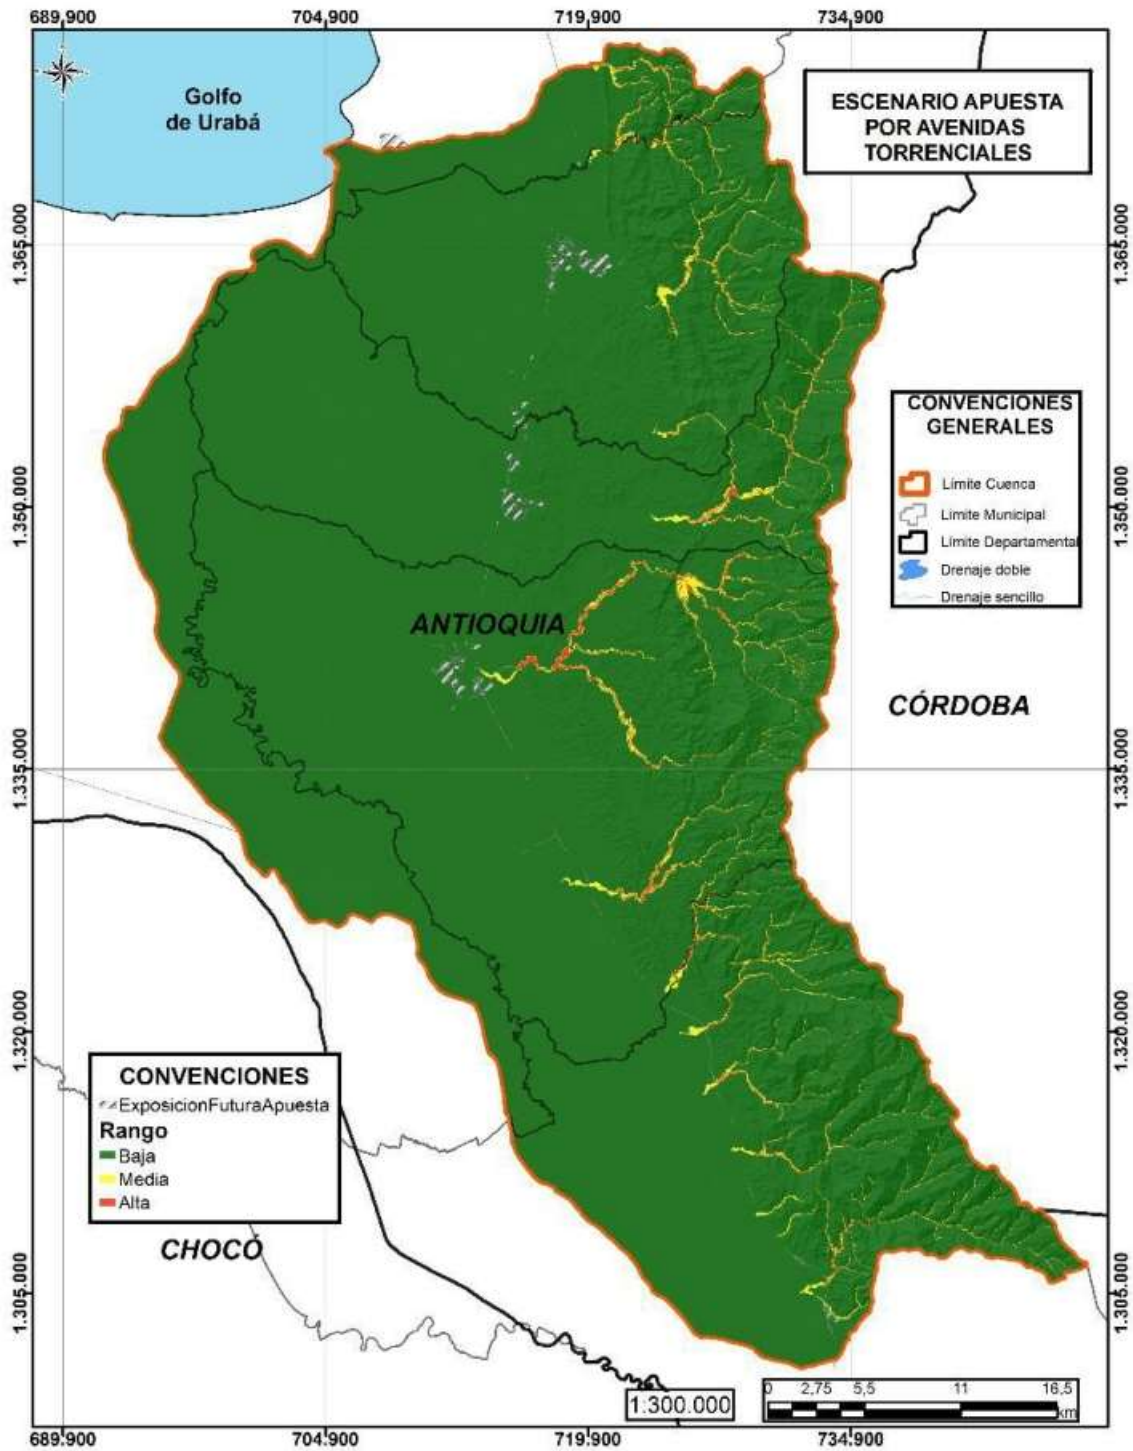 689,900 704,900 719,900 734,900
Golfo
de Urabá
ESCENARIO APUESTA
POR AVENIDAS
TORRENCIALES
1.365.000 1.365.000
CONVENCIONES
GENERALES
Límite Cuenca
Límite Municipal
Límite Departamental
Drenaje doble
Drenaje sencillo
1.350.000 1.350.000
ANTIOQUIA
CÓRDOBA
1.335.000 1.335.000
1.320.000 1.320.000
CONVENCIONES
ExposicionFuturaApuesta
Rango
Baja
Media
Alta
CHOCÓ
1.305.000 1.305.000
1:300.000
0 2,75 5,5 11 16,5
km
689,900 704,900 719,900 734,900